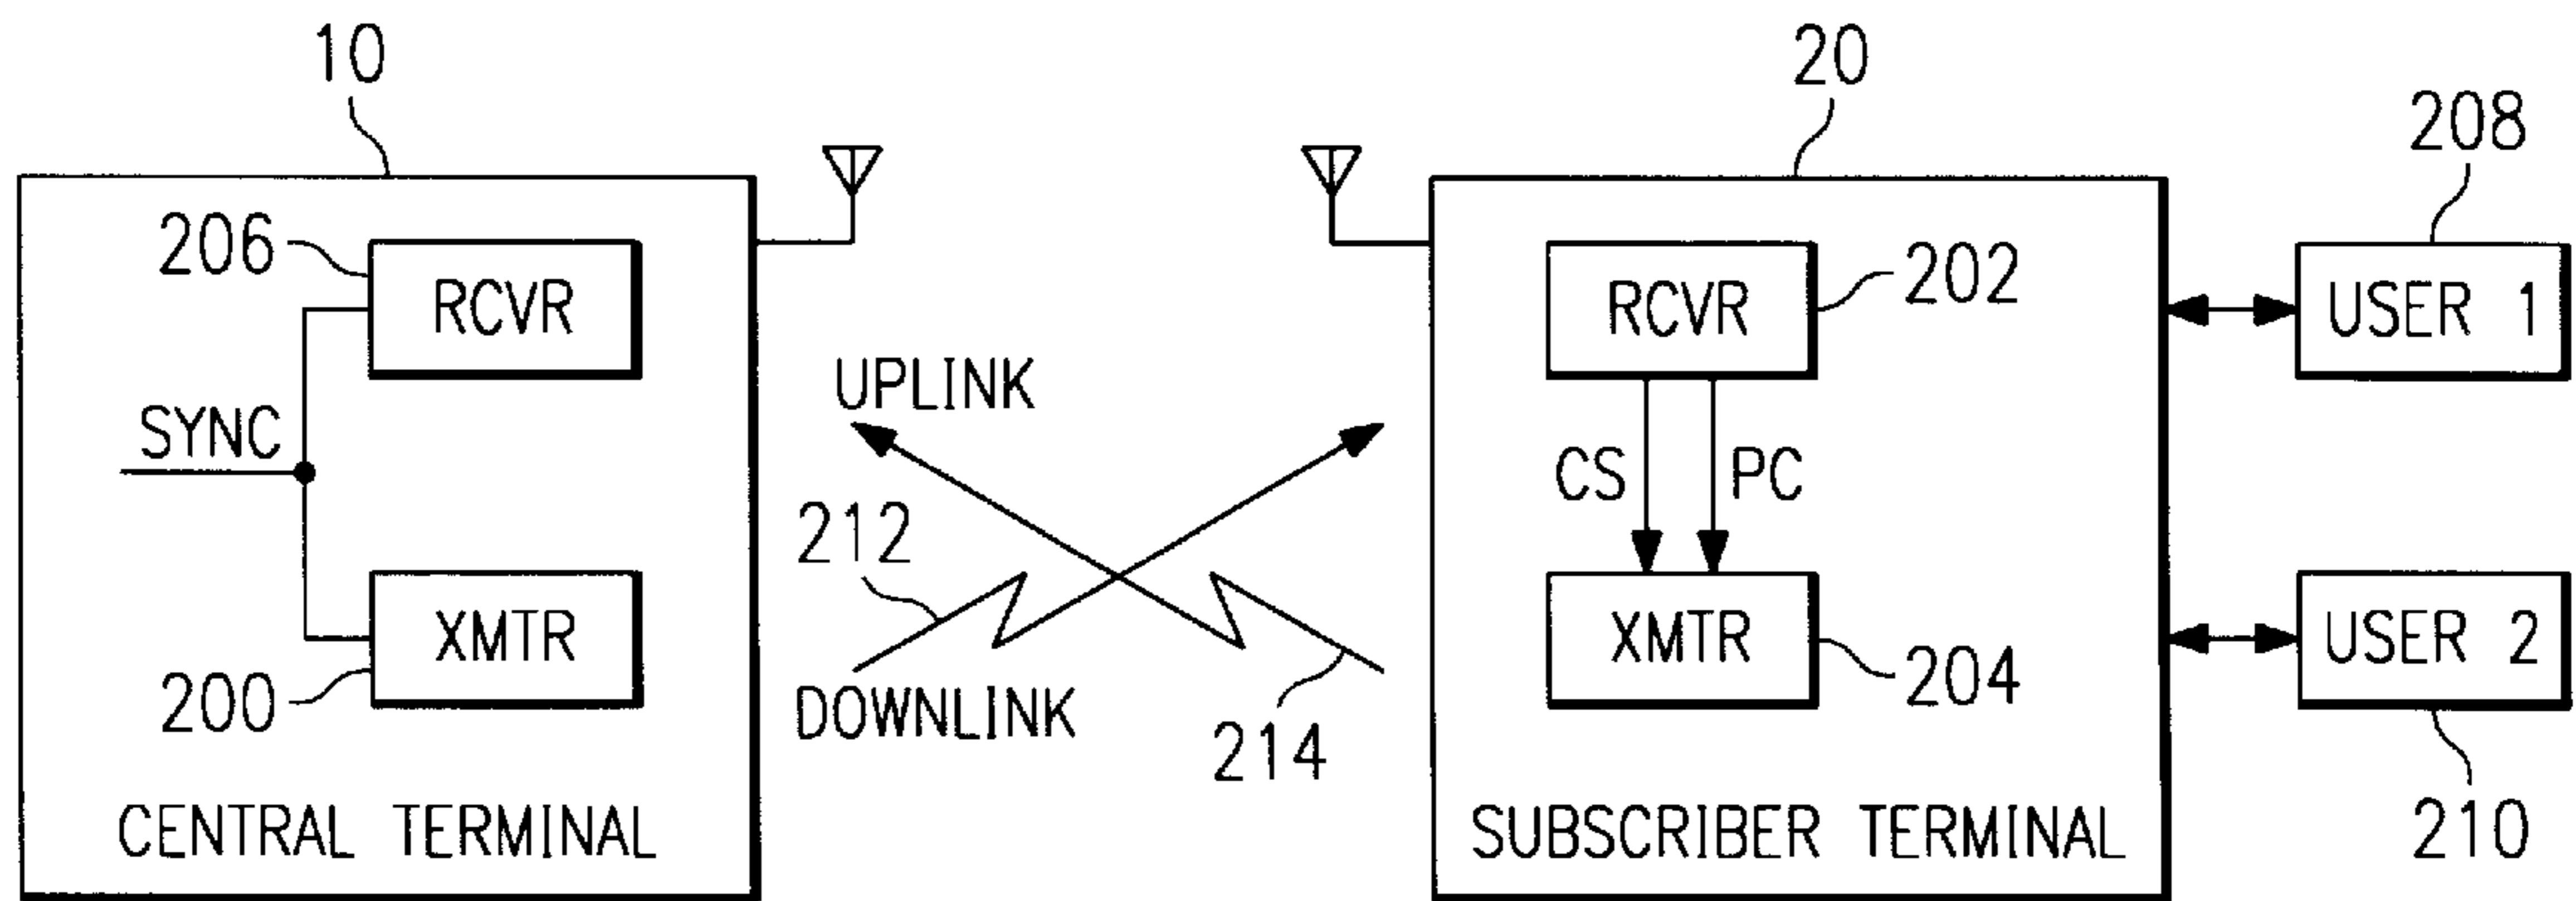 10
20
208
206
RCVR
RCVR
202
USER 1
UPLINK
SYNC
CS
PC
212
XMTR
XMTR
USER 2
200
204
DOWNLINK
214
CENTRAL TERMINAL
SUBSCRIBER TERMINAL
210